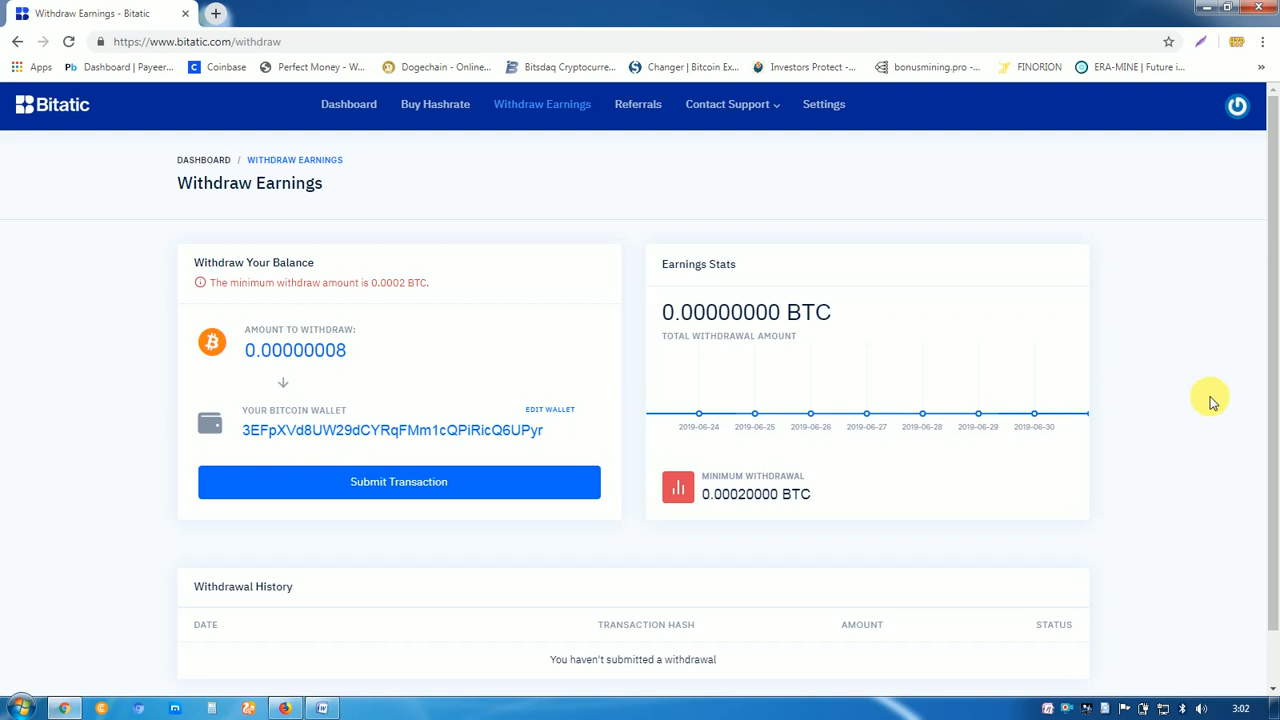 Withdraw Earnings - Bitatic
https://www.bitatic.com/withdraw
Apps
Pb Dashboard | Payeer...
Coinbase
Perfect Money - W...
Dogechain - Online...
Bitsdaq Cryptocurre...
Changer | Bitcoin Ex...
Investors Protect -...
bonusmining.pro -...
FINORION
ERA-MINE | Future i...
»
Bitatic
Dashboard
Buy Hashrate
Withdraw Earnings
Referrals
Contact Support
Settings
DASHBOARD / WITHDRAW EARNINGS
Withdraw Earnings
Withdraw Your Balance
The minimum withdraw amount is 0.0002 BTC.
AMOUNT TO WITHDRAW:
0.00000008
YOUR BITCOIN WALLET
EDIT WALLET
3EFpXVd8UW29dCYRqFMm1cQPiRicQ6UPyr
Submit Transaction
Earnings Stats
0.00000000 BTC
TOTAL WITHDRAWAL AMOUNT
2019-06-24 2019-06-25 2019-06-26 2019-06-27 2019-06-28 2019-06-29 2019-06-30
MINIMUM WITHDRAWAL
0.00020000 BTC
Withdrawal History
DATE TRANSACTION HASH AMOUNT STATUS
You haven't submitted a withdrawal
3:02